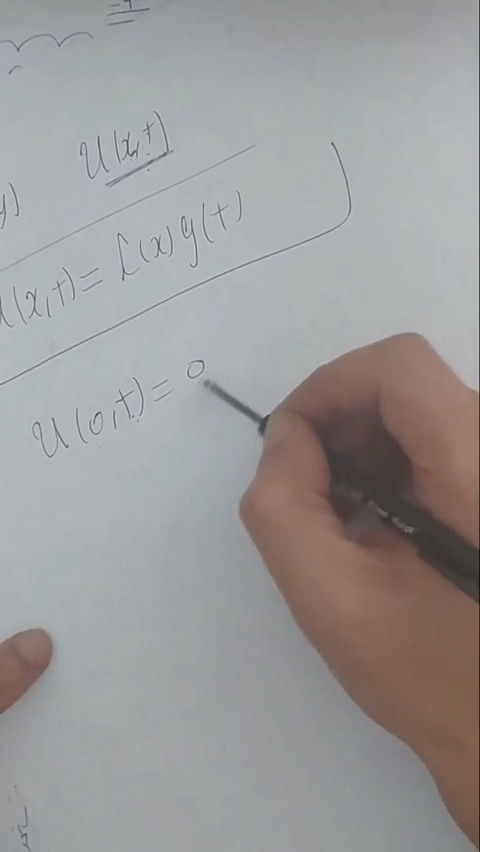 U(x,t)
y)
U(x,t)= f(x)y(t)
U(0,t)= 0